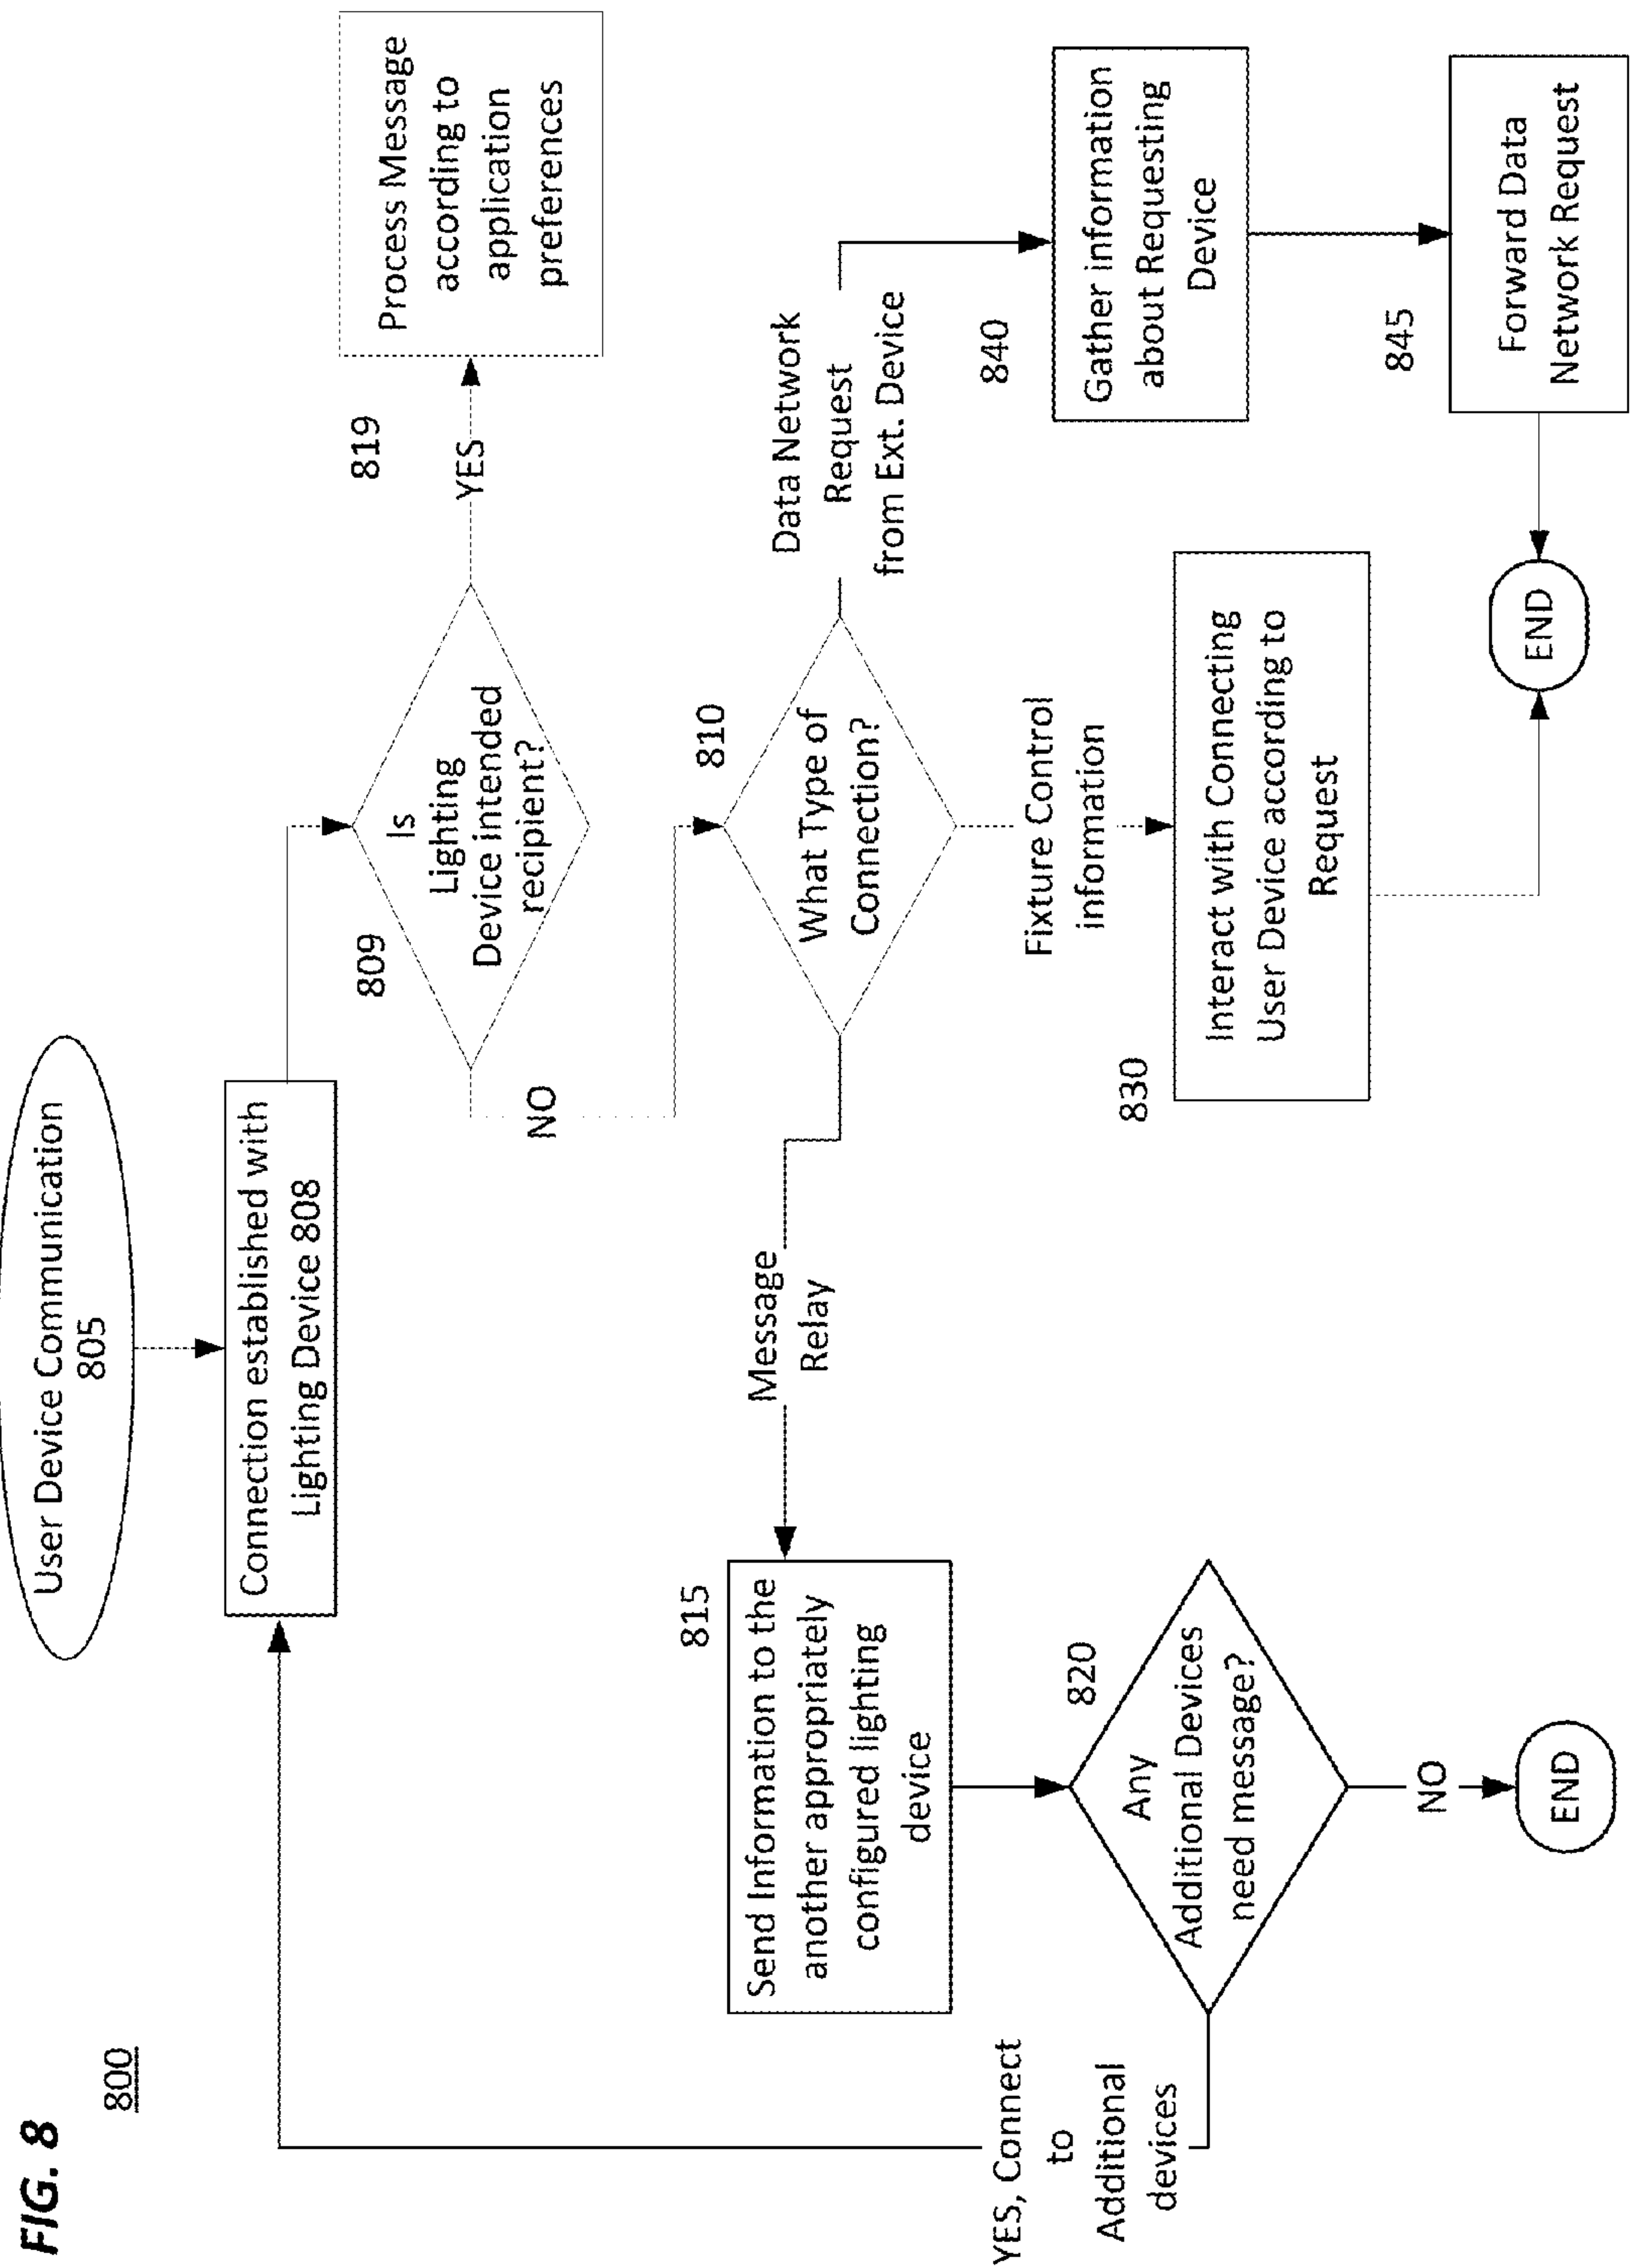 FIG. 8
800
User Device Communication
805
Connection established with
Lighting Device 808
809
Is
Lighting
Device intended
recipient?
YES
819
Process Message
according to
application
preferences
NO
810
What Type of
Connection?
Message
Relay
815
Send Information to the
another appropriately
configured lighting
device
820
Any
Additional Devices
need message?
YES, Connect
to
Additional
devices
NO
END
Fixture Control
information
830
Interact with Connecting
User Device according to
Request
Data Network
Request
from Ext. Device
840
Gather information
about Requesting
Device
845
Forward Data
Network Request
END